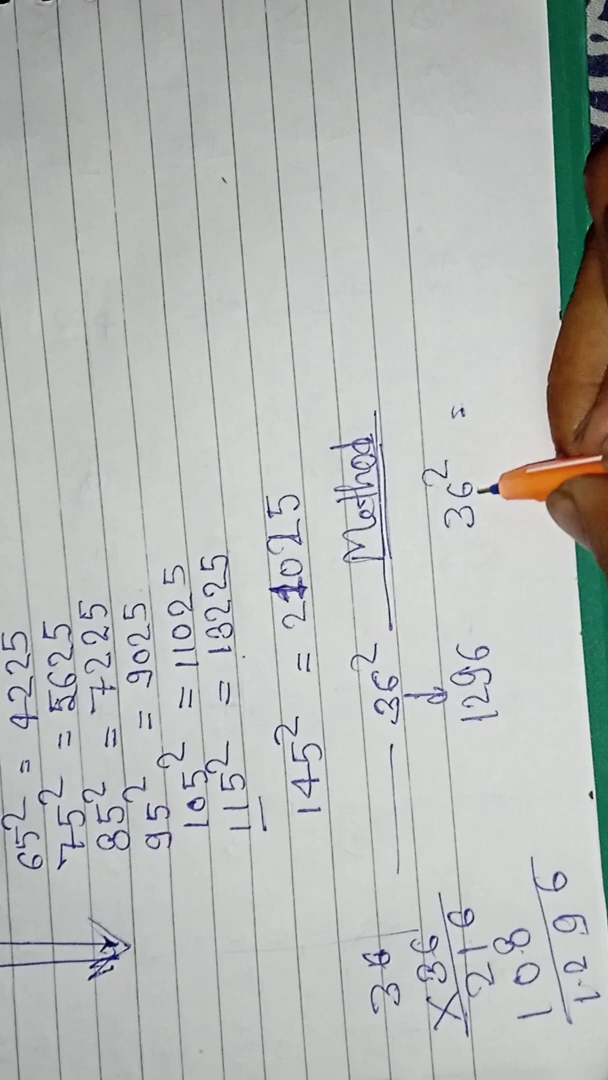 65² = 4225
75² = 5625
85² = 7225
95² = 9025
105² = 11025
115² = 13225
145² = 21025
36² Method
↓
1296
36² =
36
x 36
216
108
1296